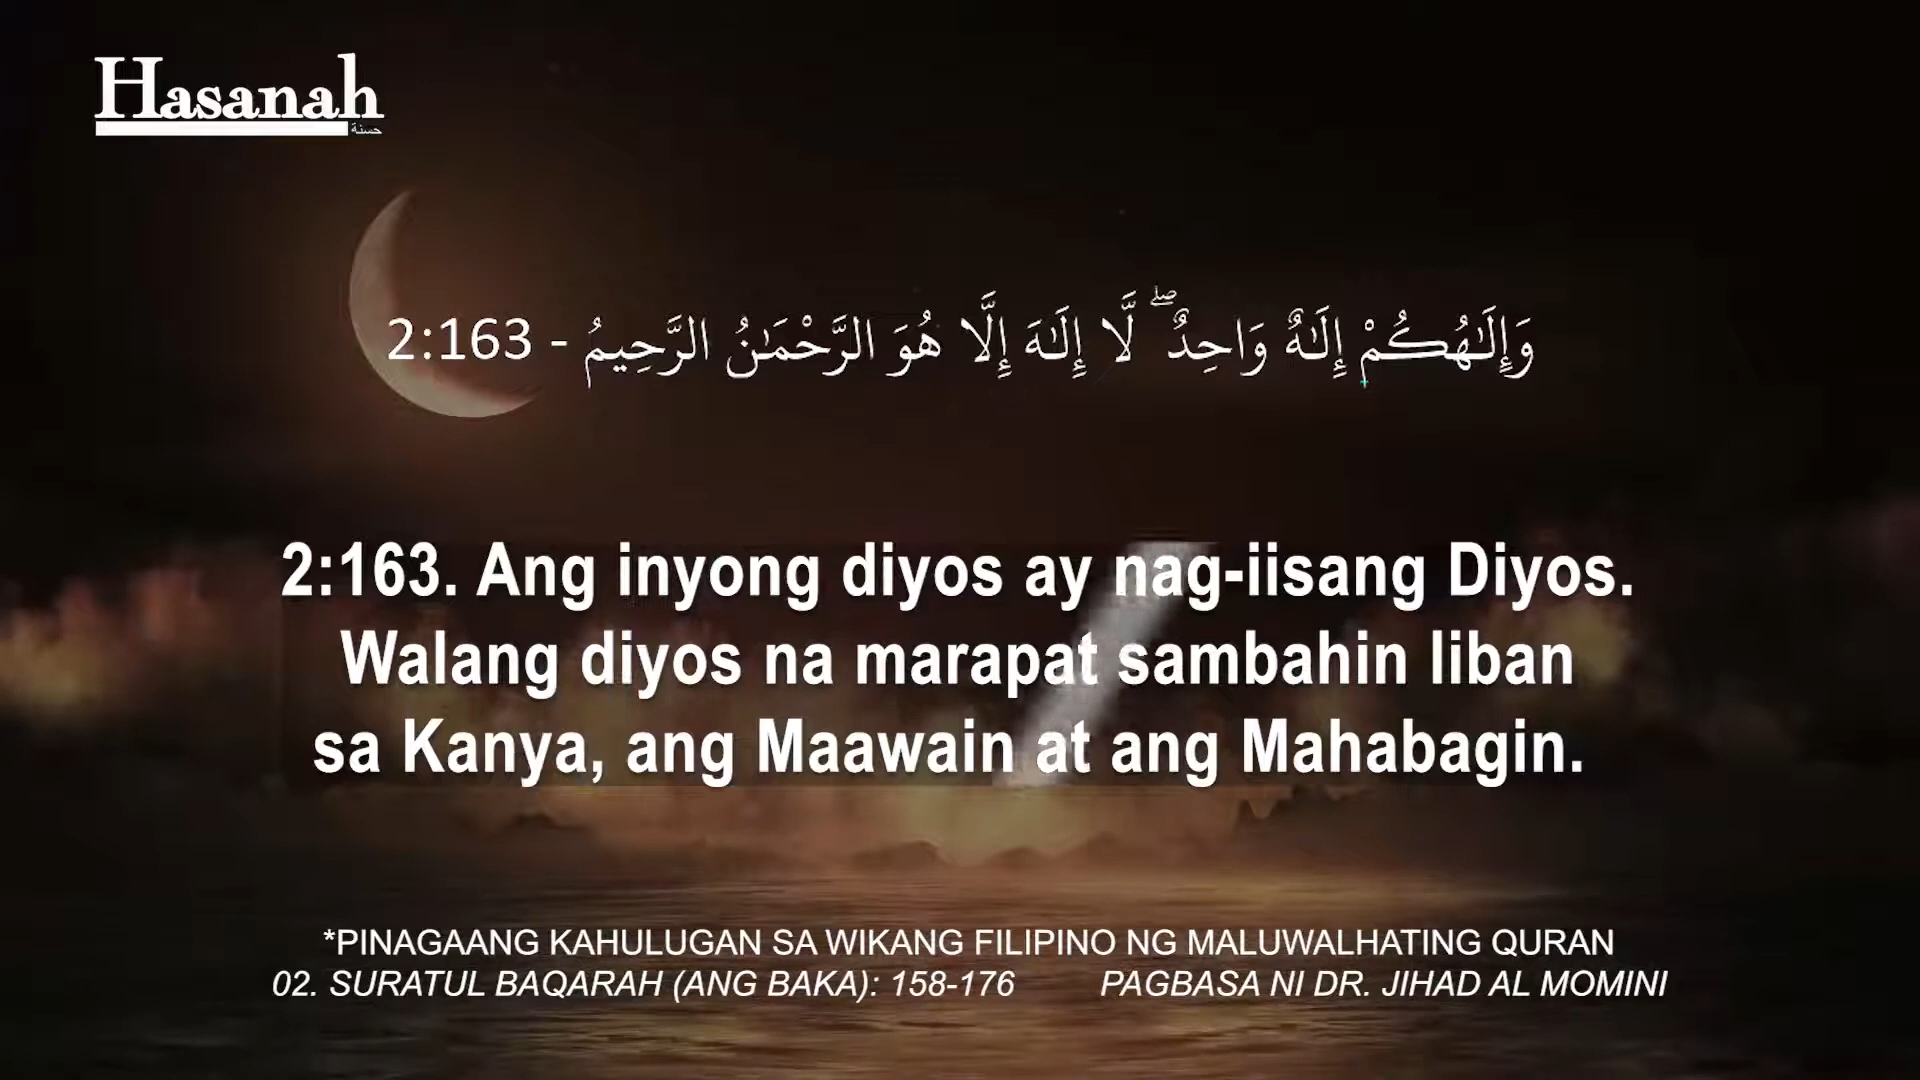 Hasanah
حسنة
وَإِلَـٰهُكُمْ إِلَـٰهٌ وَاحِدٌ ۖ لَّا إِلَـٰهَ إِلَّا هُوَ الرَّحْمَـٰنُ الرَّحِيمُ - 2:163
2:163. Ang inyong diyos ay nag-iisang Diyos.
Walang diyos na marapat sambahin liban
sa Kanya, ang Maawain at ang Mahabagin.
*PINAGAANG KAHULUGAN SA WIKANG FILIPINO NG MALUWALHATING QURAN
02. SURATUL BAQARAH (ANG BAKA): 158-176 PAGBASA NI DR. JIHAD AL MOMINI